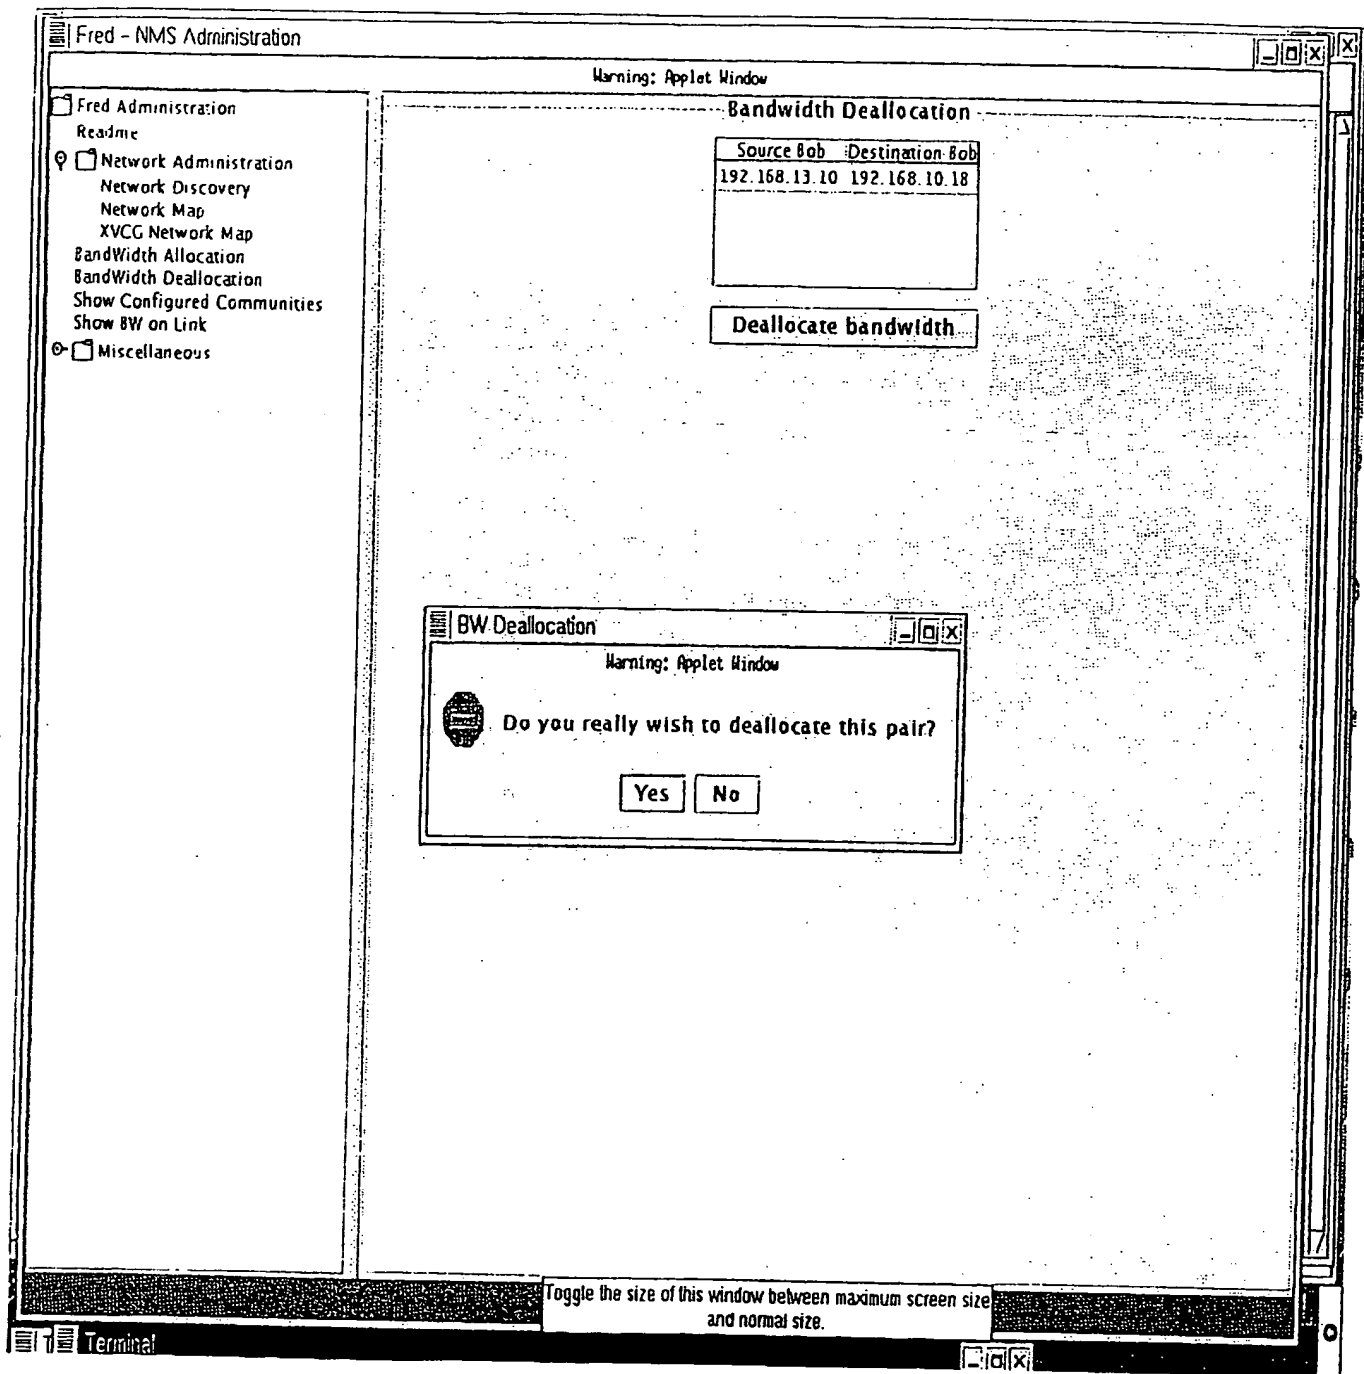 Fred - NMS Administration
Warning: Applet Window
Fred Administration
Readme
Network Administration
Network Discovery
Network Map
XVCG Network Map
BandWidth Allocation
BandWidth Deallocation
Show Configured Communities
Show BW on Link
Miscellaneous
Bandwidth Deallocation
Source Bob Destination Bob
192.168.13.10 192.168.10.18
Deallocate bandwidth
BW Deallocation
Warning: Applet Window
Do you really wish to deallocate this pair?
Yes No
Toggle the size of this window between maximum screen size
and normal size.
T Terminal